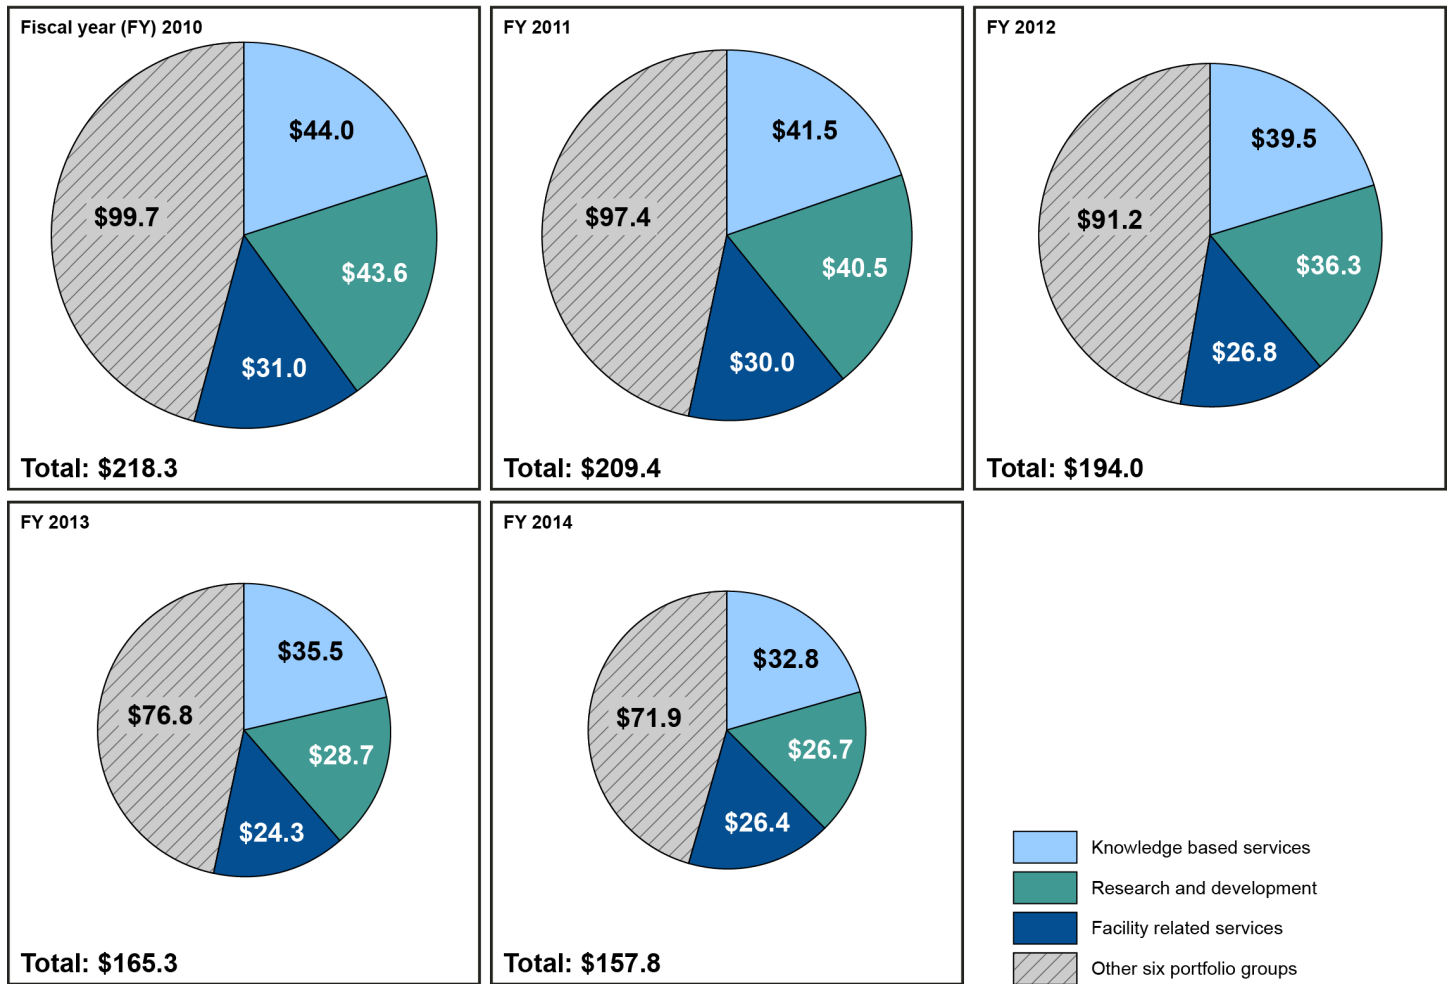 Fiscal year (FY) 2010
$44.0
$99.7
$43.6
$31.0
Total: $218.3
FY 2011
$41.5
$97.4
$40.5
$30.0
Total: $209.4
FY 2012
$39.5
$91.2
$36.3
$26.8
Total: $194.0
FY 2013
$35.5
$76.8
$28.7
$24.3
Total: $165.3
FY 2014
$32.8
$71.9
$26.7
$26.4
Total: $157.8
Knowledge based services
Research and development
Facility related services
Other six portfolio groups